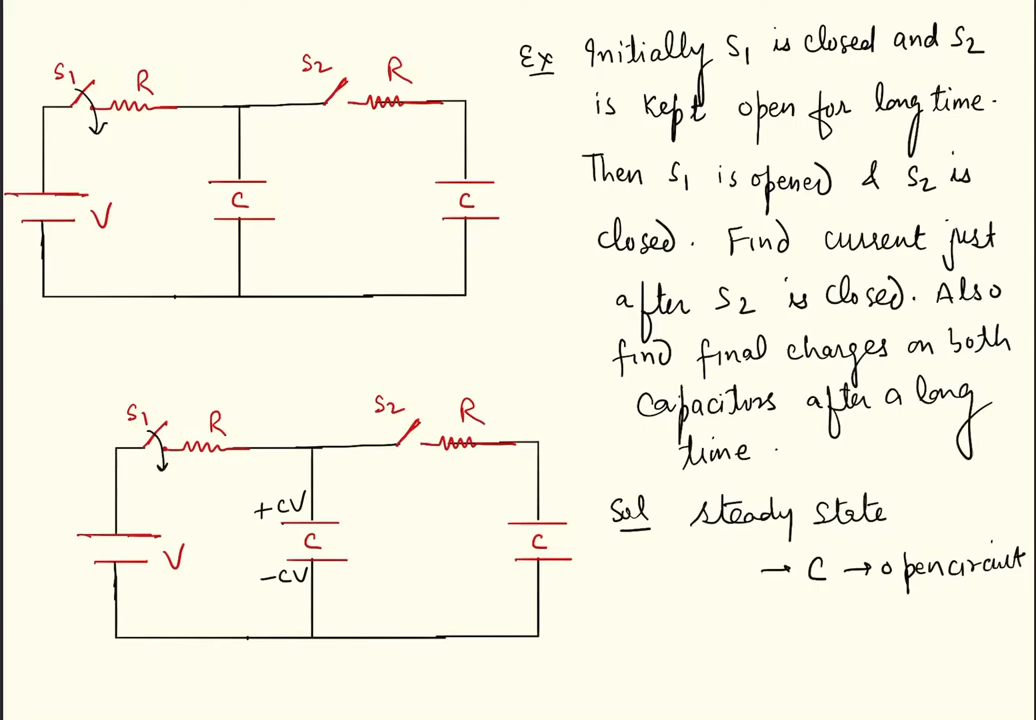 S1
R
S2
R
V
C
C
Ex Initially S1 is closed and S2
is kept open for long time.
Then S1 is opened & S2 is
closed. Find current just
after S2 is closed. Also
find final charges on both
capacitors after a long
time.
S1
R
S2
R
V
+CV
C
-CV
C
Sol steady state
→ C → open circuit